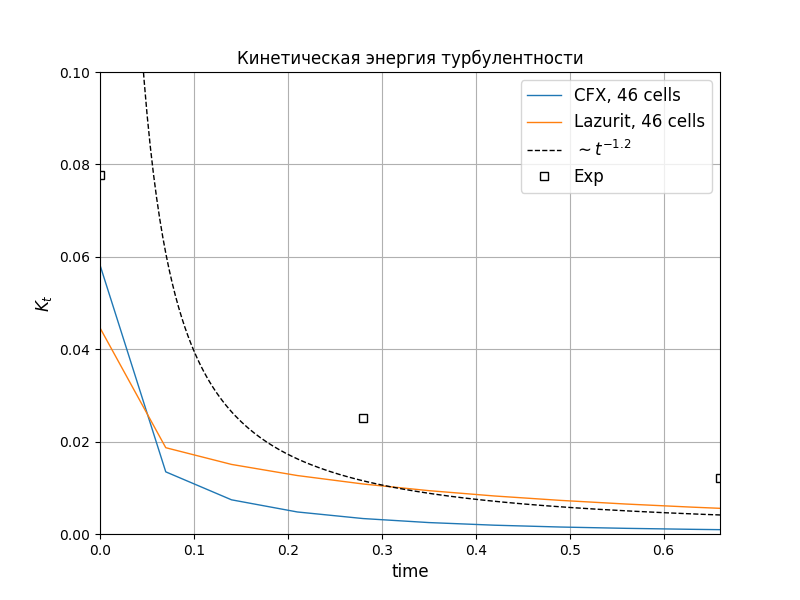 Кинетическая энергия турбулентности
0.10
0.08
0.06
0.04
0.02
0.00
K_t
CFX, 46 cells
Lazurit, 46 cells
~ t^{-1.2}
Exp
0.0 0.1 0.2 0.3 0.4 0.5 0.6
time